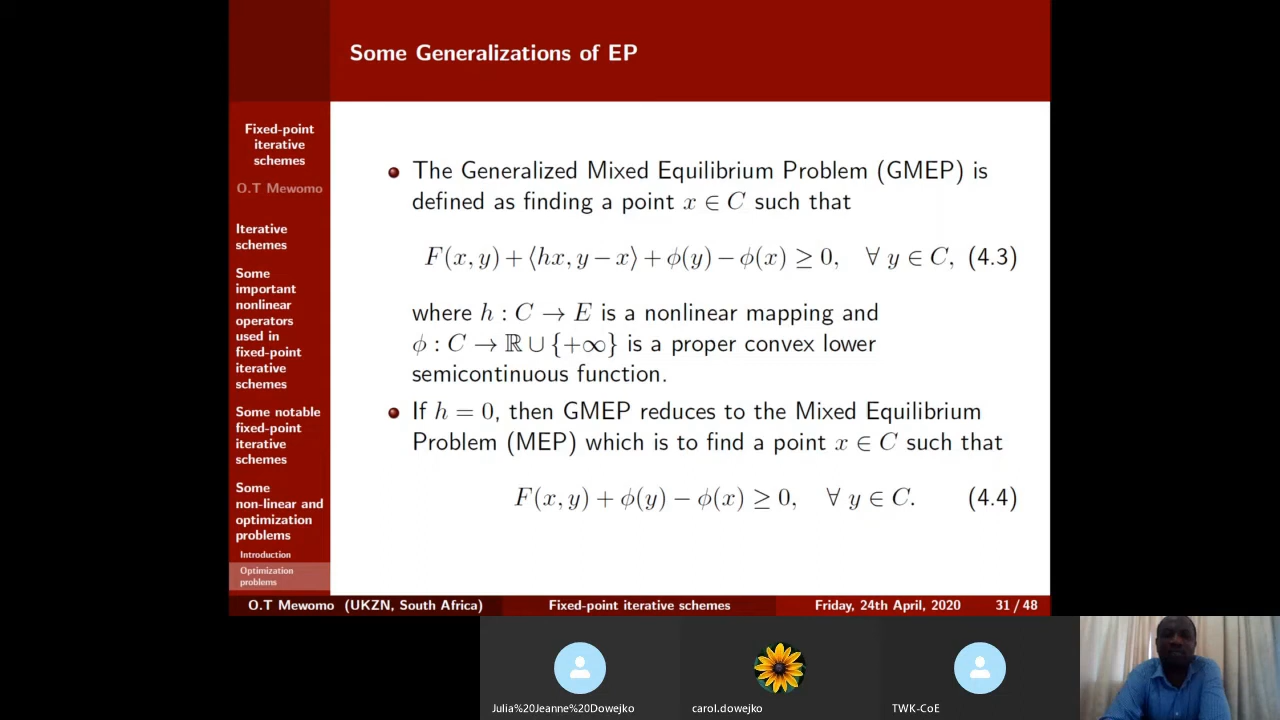 Some Generalizations of EP
Fixed-point
iterative
schemes
O.T Mewomo
Iterative
schemes
Some
important
nonlinear
operators
used in
fixed-point
iterative
schemes
Some notable
fixed-point
iterative
schemes
Some
non-linear and
optimization
problems
Introduction
Optimization
problems
The Generalized Mixed Equilibrium Problem (GMEP) is
defined as finding a point x ∈ C such that
F(x, y) + ⟨hx, y − x⟩ + ϕ(y) − ϕ(x) ≥ 0, ∀ y ∈ C, (4.3)
where h : C → E is a nonlinear mapping and
ϕ : C → ℝ ∪ {+∞} is a proper convex lower
semicontinuous function.
If h = 0, then GMEP reduces to the Mixed Equilibrium
Problem (MEP) which is to find a point x ∈ C such that
F(x, y) + ϕ(y) − ϕ(x) ≥ 0, ∀ y ∈ C. (4.4)
O.T Mewomo (UKZN, South Africa) Fixed-point iterative schemes Friday, 24th April, 2020 31 / 48
Julia%20Jeanne%20Dowejko carol.dowejko TWK-CoE